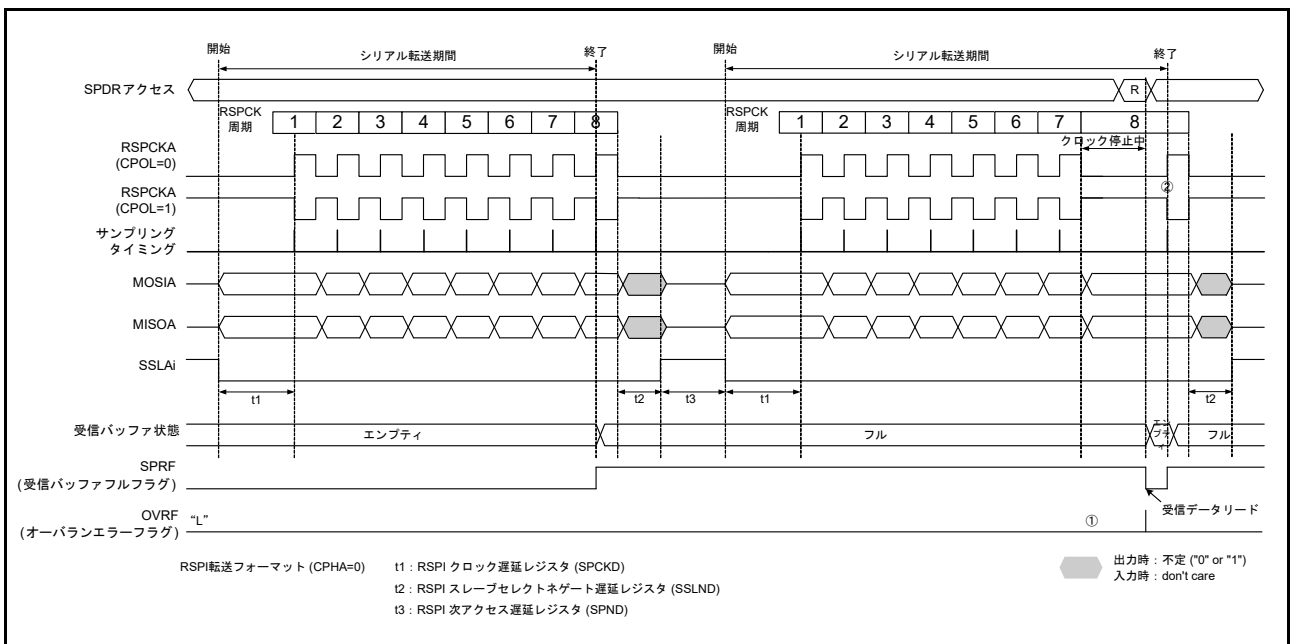 開始 シリアル転送期間 終了 開始 シリアル転送期間 終了
SPDRアクセス R
RSPCK 周期 1 2 3 4 5 6 7 8 RSPCK 周期 1 2 3 4 5 6 7 8
クロック停止中
RSPCKA
(CPOL=0)
②
RSPCKA
(CPOL=1)
サンプリング
タイミング
MOSIA
MISOA
SSLAi
t1 t2 t3 t1 t2
受信バッファ状態 エンプティ フル エンプティ フル
SPRF
(受信バッファフルフラグ)
受信データリード
OVRF "L" ①
(オーバランエラーフラグ)
RSPI転送フォーマット (CPHA=0) t1：RSPI クロック遅延レジスタ (SPCKD)
t2：RSPI スレーブセレクトネゲート遅延レジスタ (SSLND)
t3：RSPI 次アクセス遅延レジスタ (SPND)
出力時：不定 ("0" or "1")
入力時：don't care